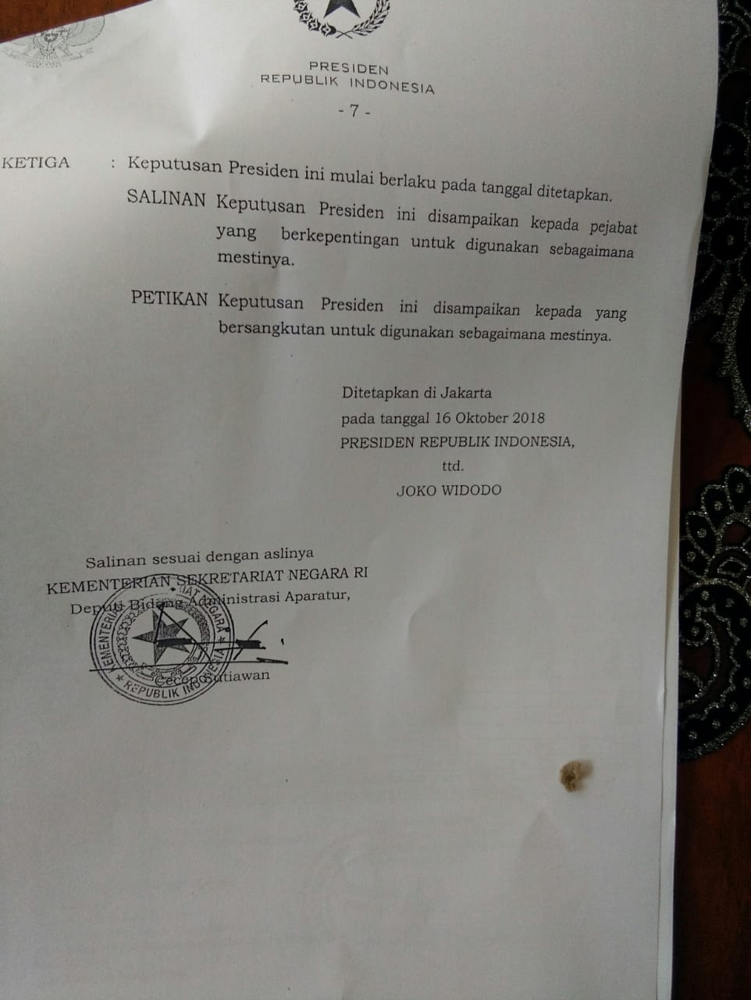 PRESIDEN
REPUBLIK INDONESIA
- 7 -
KETIGA : Keputusan Presiden ini mulai berlaku pada tanggal ditetapkan.
SALINAN Keputusan Presiden ini disampaikan kepada pejabat
yang berkepentingan untuk digunakan sebagaimana
mestinya.
PETIKAN Keputusan Presiden ini disampaikan kepada yang
bersangkutan untuk digunakan sebagaimana mestinya.
Ditetapkan di Jakarta
pada tanggal 16 Oktober 2018
PRESIDEN REPUBLIK INDONESIA,
ttd.
JOKO WIDODO
Salinan sesuai dengan aslinya
KEMENTERIAN SEKRETARIAT NEGARA RI
Deputi Bidang Administrasi Aparatur,
Cecep Sutiawan
KEMENTERIAN NEGARA
REPUBLIK INDONESIA